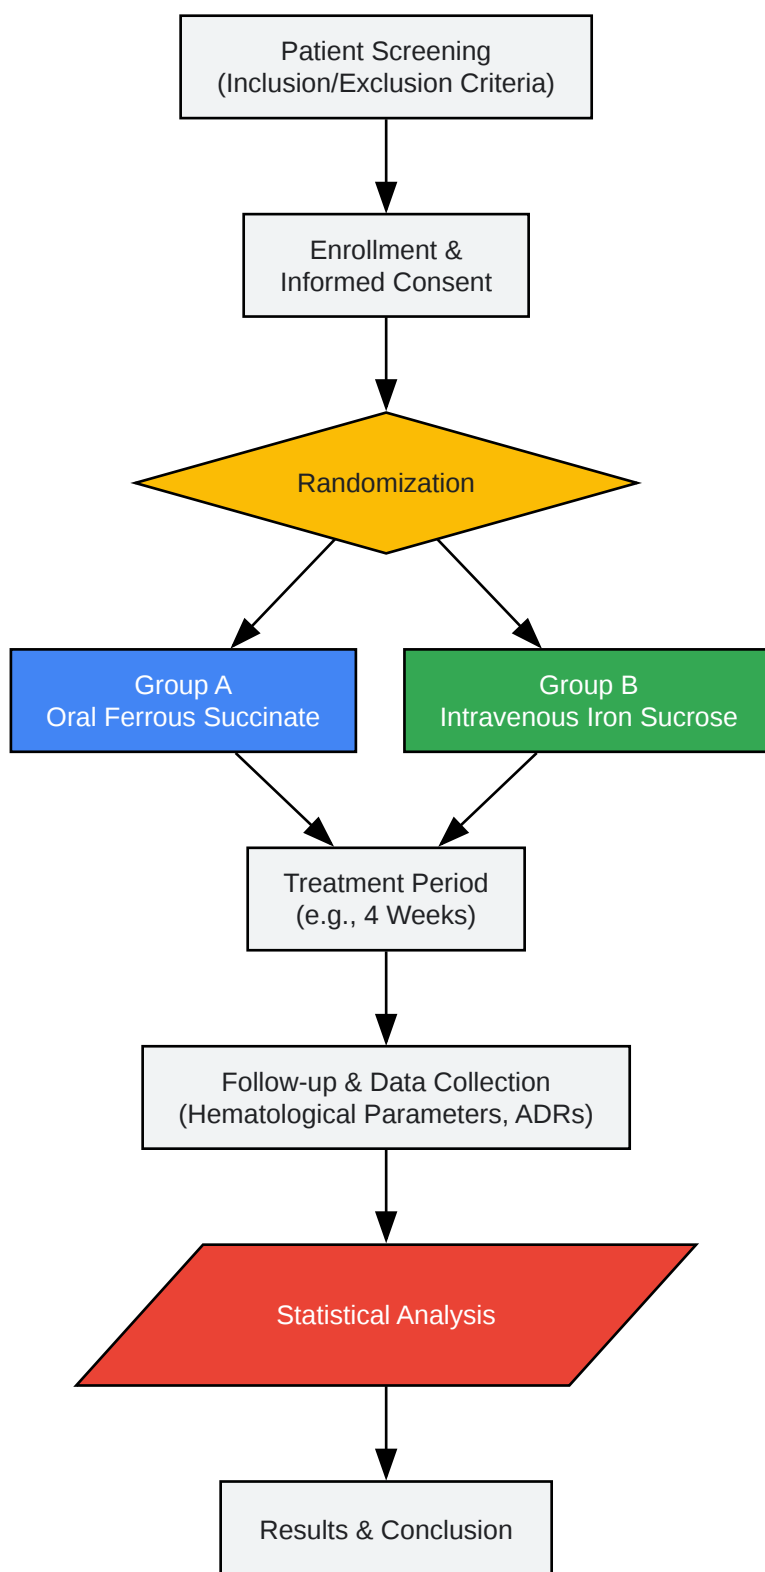 Patient Screening
(Inclusion/Exclusion Criteria)
Enrollment &
Informed Consent
Randomization
Group A
Oral Ferrous Succinate
Group B
Intravenous Iron Sucrose
Treatment Period
(e.g., 4 Weeks)
Follow-up & Data Collection
(Hematological Parameters, ADRs)
Statistical Analysis
Results & Conclusion